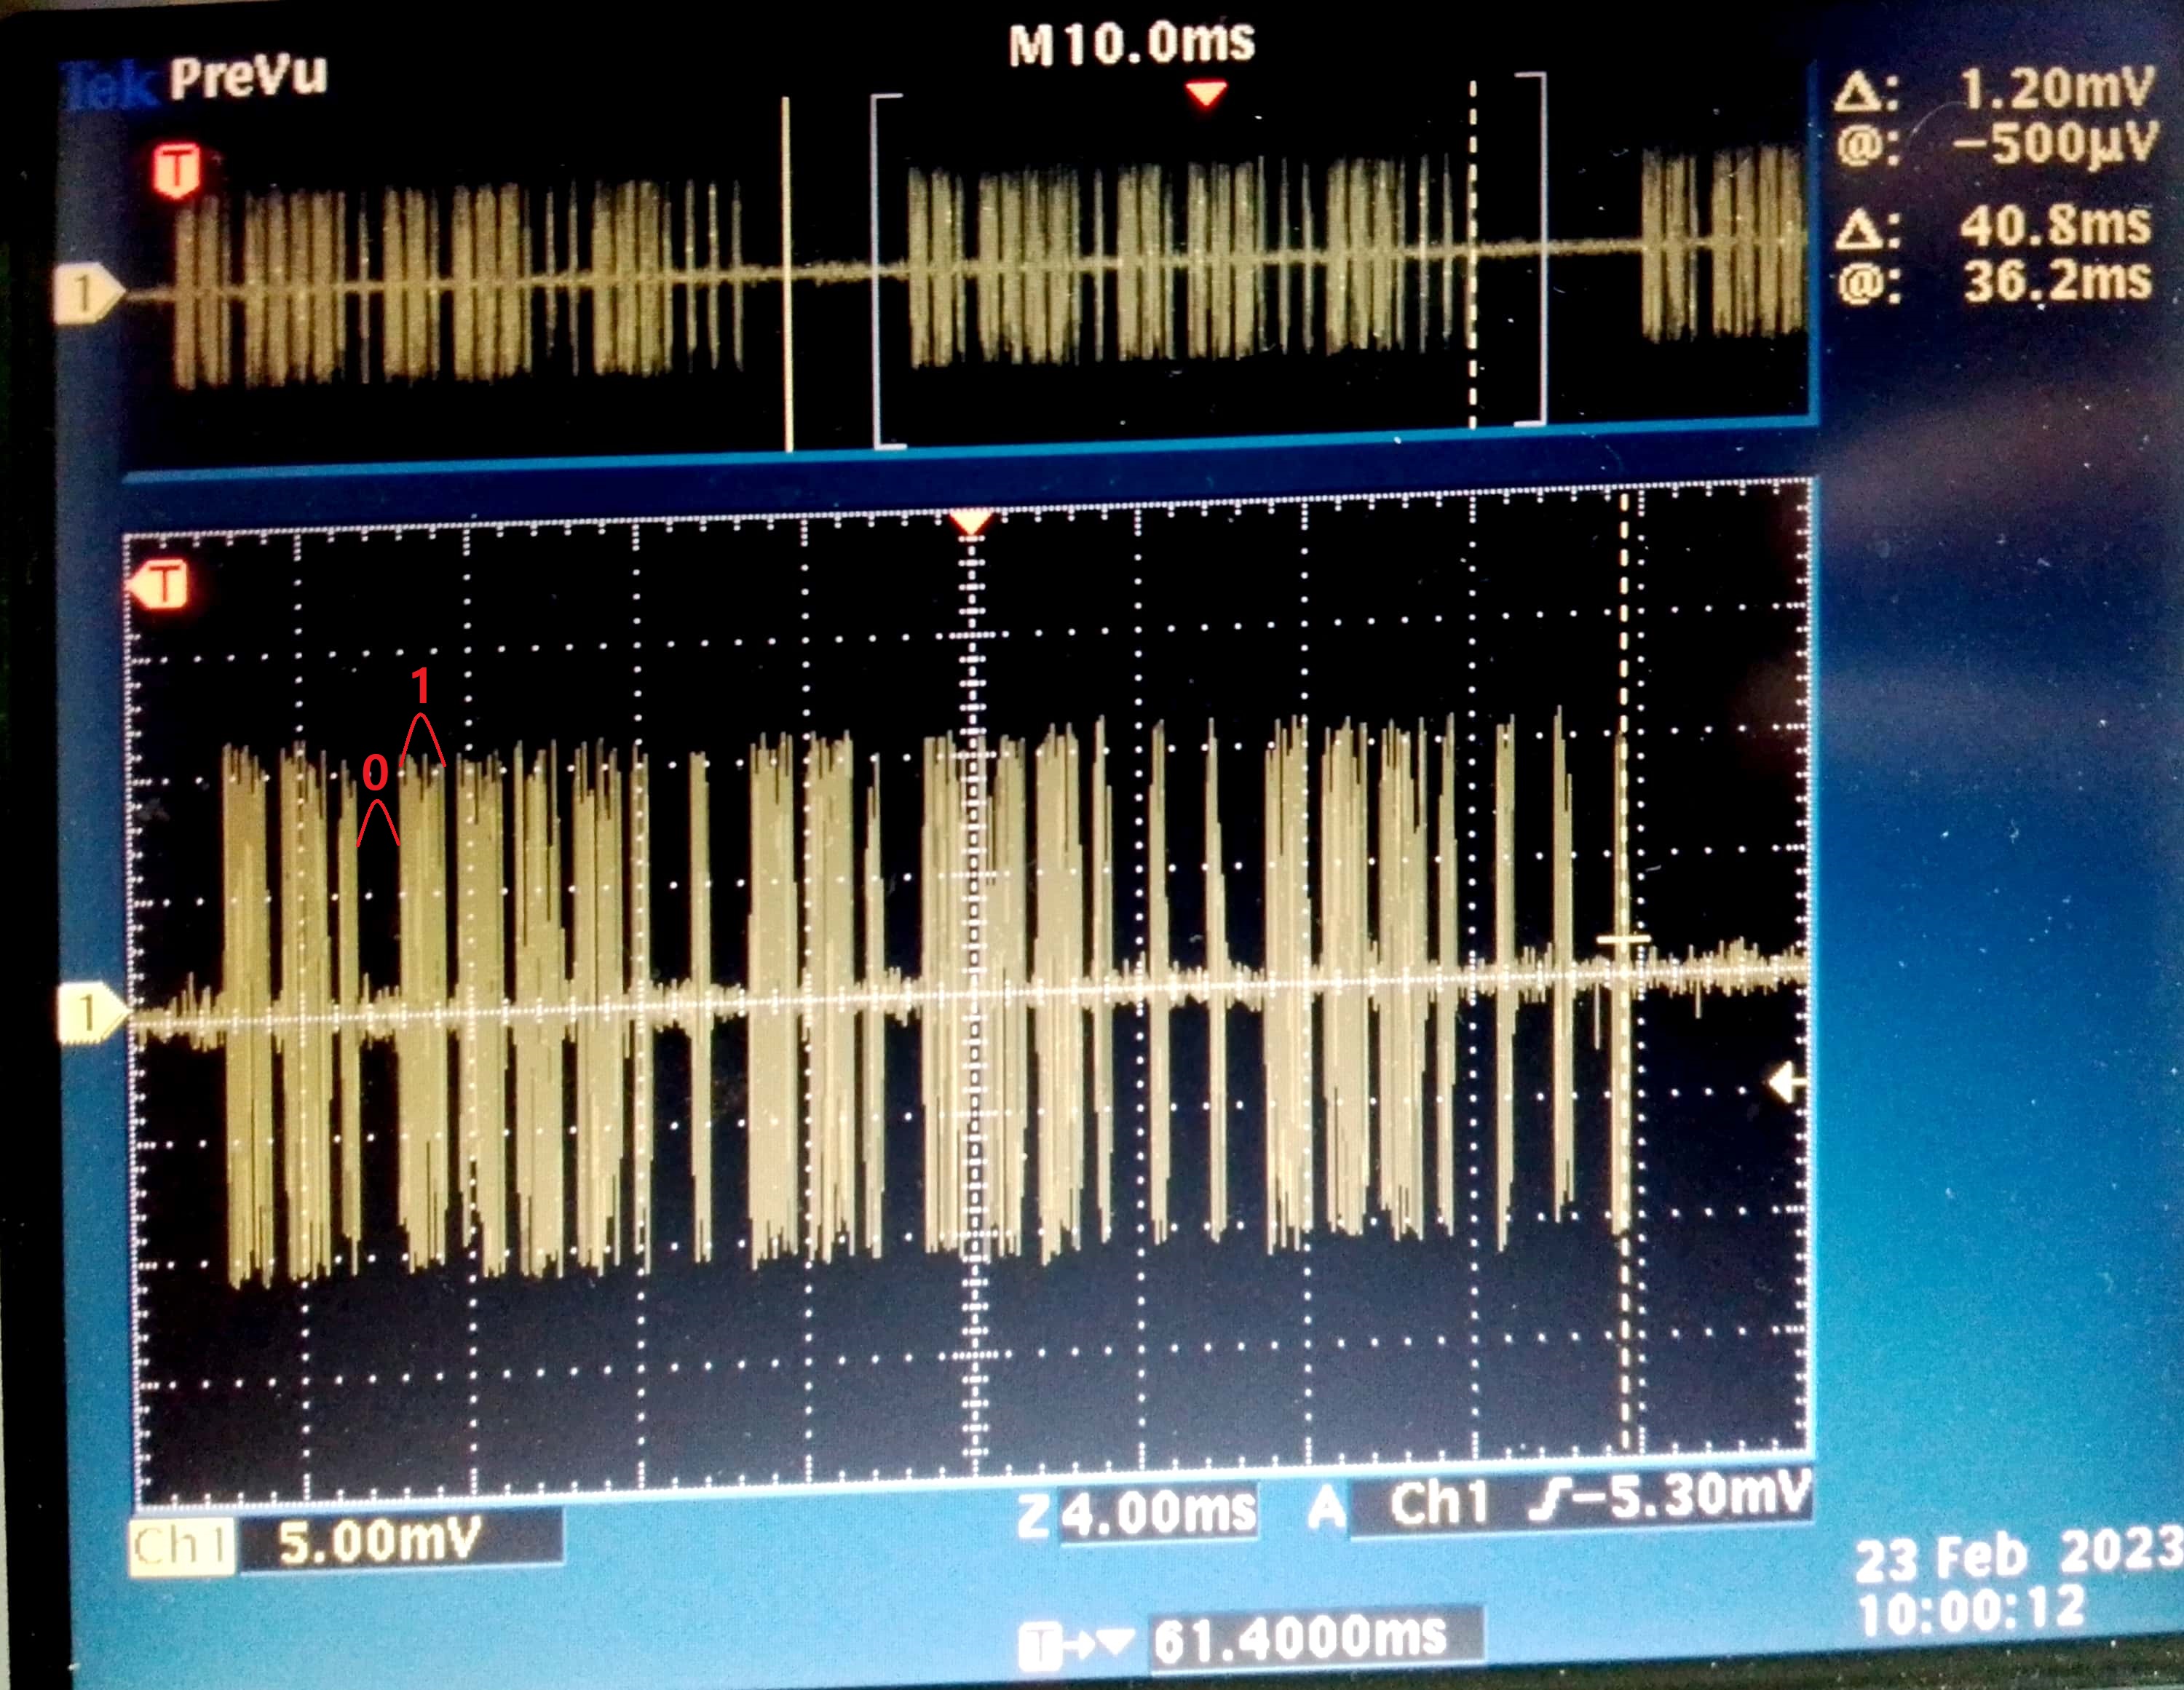 Tek PreVu
M 10.0ms
Δ: 1.20mV
@: −500µV
Δ: 40.8ms
@: 36.2ms
T
1
T
1
0
1
Z 4.00ms
A Ch1 ʃ −5.30mV
Ch1 5.00mV
23 Feb 2023
10:00:12
T→▼ 61.4000ms